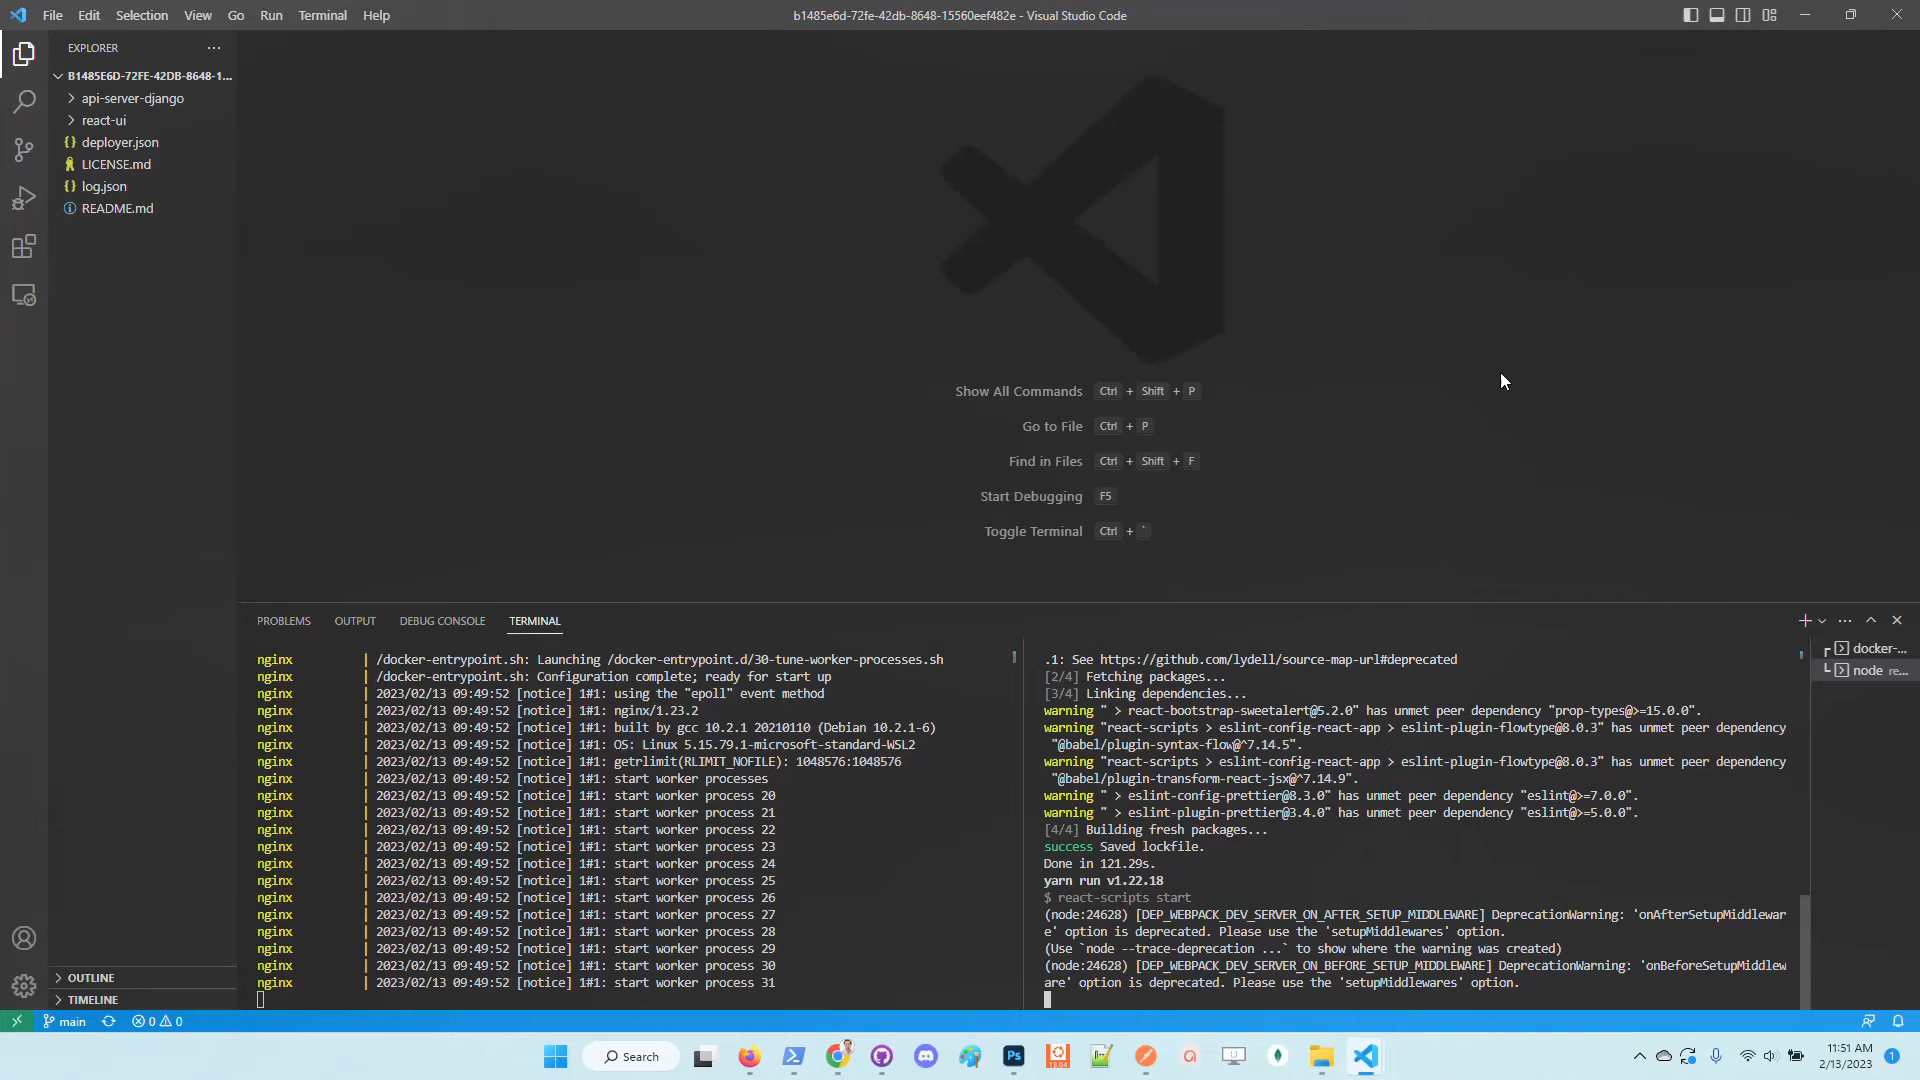 File Edit Selection View Go Run Terminal Help
b1485e6d-72fe-42db-8648-15560eef482e - Visual Studio Code
EXPLORER
B1485E6D-72FE-42DB-8648-1...
api-server-django
react-ui
deployer.json
LICENSE.md
log.json
README.md
Show All Commands Ctrl + Shift + P
Go to File Ctrl + P
Find in Files Ctrl + Shift + F
Start Debugging F5
Toggle Terminal Ctrl + `
PROBLEMS OUTPUT DEBUG CONSOLE TERMINAL
nginx | /docker-entrypoint.sh: Launching /docker-entrypoint.d/30-tune-worker-processes.sh
nginx | /docker-entrypoint.sh: Configuration complete; ready for start up
nginx | 2023/02/13 09:49:52 [notice] 1#1: using the "epoll" event method
nginx | 2023/02/13 09:49:52 [notice] 1#1: nginx/1.23.2
nginx | 2023/02/13 09:49:52 [notice] 1#1: built by gcc 10.2.1 20210110 (Debian 10.2.1-6)
nginx | 2023/02/13 09:49:52 [notice] 1#1: OS: Linux 5.15.79.1-microsoft-standard-WSL2
nginx | 2023/02/13 09:49:52 [notice] 1#1: getrlimit(RLIMIT_NOFILE): 1048576:1048576
nginx | 2023/02/13 09:49:52 [notice] 1#1: start worker processes
nginx | 2023/02/13 09:49:52 [notice] 1#1: start worker process 20
nginx | 2023/02/13 09:49:52 [notice] 1#1: start worker process 21
nginx | 2023/02/13 09:49:52 [notice] 1#1: start worker process 22
nginx | 2023/02/13 09:49:52 [notice] 1#1: start worker process 23
nginx | 2023/02/13 09:49:52 [notice] 1#1: start worker process 24
nginx | 2023/02/13 09:49:52 [notice] 1#1: start worker process 25
nginx | 2023/02/13 09:49:52 [notice] 1#1: start worker process 26
nginx | 2023/02/13 09:49:52 [notice] 1#1: start worker process 27
nginx | 2023/02/13 09:49:52 [notice] 1#1: start worker process 28
nginx | 2023/02/13 09:49:52 [notice] 1#1: start worker process 29
nginx | 2023/02/13 09:49:52 [notice] 1#1: start worker process 30
nginx | 2023/02/13 09:49:52 [notice] 1#1: start worker process 31
.1: See https://github.com/lydell/source-map-url#deprecated
[2/4] Fetching packages...
[3/4] Linking dependencies...
warning " > react-bootstrap-sweetalert@5.2.0" has unmet peer dependency "prop-types@>=15.0.0".
warning "react-scripts > eslint-config-react-app > eslint-plugin-flowtype@8.0.3" has unmet peer dependency
"@babel/plugin-syntax-flow@^7.14.5".
warning "react-scripts > eslint-config-react-app > eslint-plugin-flowtype@8.0.3" has unmet peer dependency
"@babel/plugin-transform-react-jsx@^7.14.9".
warning " > eslint-config-prettier@8.3.0" has unmet peer dependency "eslint@>=7.0.0".
warning " > eslint-plugin-prettier@3.4.0" has unmet peer dependency "eslint@>=5.0.0".
[4/4] Building fresh packages...
success Saved lockfile.
Done in 121.29s.
yarn run v1.22.18
$ react-scripts start
(node:24628) [DEP_WEBPACK_DEV_SERVER_ON_AFTER_SETUP_MIDDLEWARE] DeprecationWarning: 'onAfterSetupMiddlewar
e' option is deprecated. Please use the 'setupMiddlewares' option.
(Use `node --trace-deprecation ...` to show where the warning was created)
(node:24628) [DEP_WEBPACK_DEV_SERVER_ON_BEFORE_SETUP_MIDDLEWARE] DeprecationWarning: 'onBeforeSetupMiddlew
are' option is deprecated. Please use the 'setupMiddlewares' option.
docker-...
node re...
OUTLINE
TIMELINE
main 0 0
Search
Ps
11:51 AM
2/13/2023
1